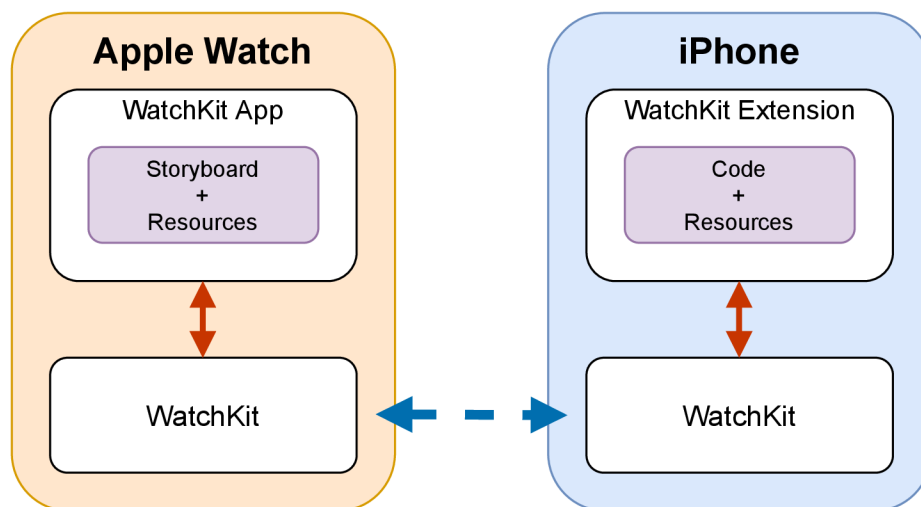 Apple Watch
WatchKit App
Storyboard
+
Resources
WatchKit
iPhone
WatchKit Extension
Code
+
Resources
WatchKit